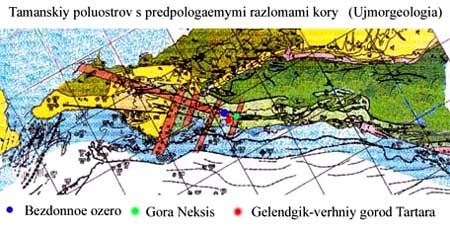 Tamanskiy poluostrov s predpologaemymi razlomami kory (Ujmorgeologia)
Bezdonnoe ozero Gora Neksis Gelendgik-verhniy gorod Tartara